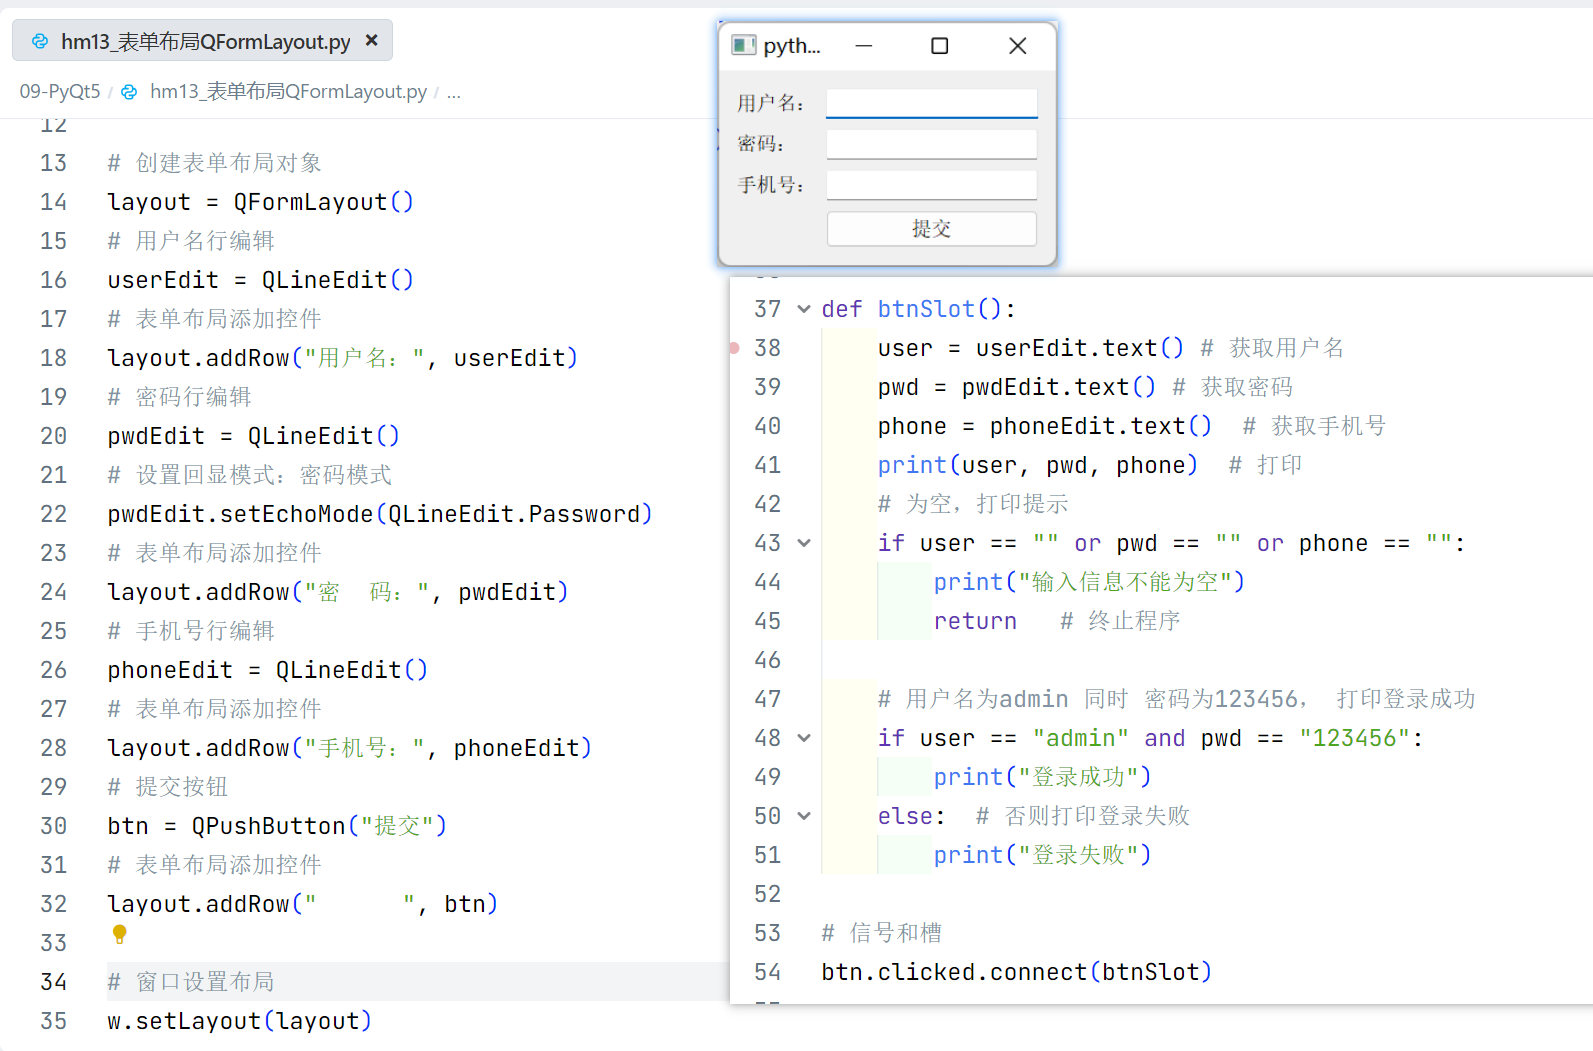 hm13_表单布局QFormLayout.py ×
09-PyQt5 / hm13_表单布局QFormLayout.py / ...
12
13 # 创建表单布局对象
14 layout = QFormLayout()
15 # 用户名行编辑
16 userEdit = QLineEdit()
17 # 表单布局添加控件
18 layout.addRow("用户名：", userEdit)
19 # 密码行编辑
20 pwdEdit = QLineEdit()
21 # 设置回显模式：密码模式
22 pwdEdit.setEchoMode(QLineEdit.Password)
23 # 表单布局添加控件
24 layout.addRow("密  码：", pwdEdit)
25 # 手机号行编辑
26 phoneEdit = QLineEdit()
27 # 表单布局添加控件
28 layout.addRow("手机号：", phoneEdit)
29 # 提交按钮
30 btn = QPushButton("提交")
31 # 表单布局添加控件
32 layout.addRow("      ", btn)
33
34 # 窗口设置布局
35 w.setLayout(layout)
pyth...
用户名：
密码：
手机号：
提交
37 def btnSlot():
38     user = userEdit.text() # 获取用户名
39     pwd = pwdEdit.text() # 获取密码
40     phone = phoneEdit.text()  # 获取手机号
41     print(user, pwd, phone)  # 打印
42     # 为空，打印提示
43     if user == "" or pwd == "" or phone == "":
44         print("输入信息不能为空")
45         return   # 终止程序
46
47     # 用户名为admin 同时 密码为123456， 打印登录成功
48     if user == "admin" and pwd == "123456":
49         print("登录成功")
50     else:  # 否则打印登录失败
51         print("登录失败")
52
53 # 信号和槽
54 btn.clicked.connect(btnSlot)